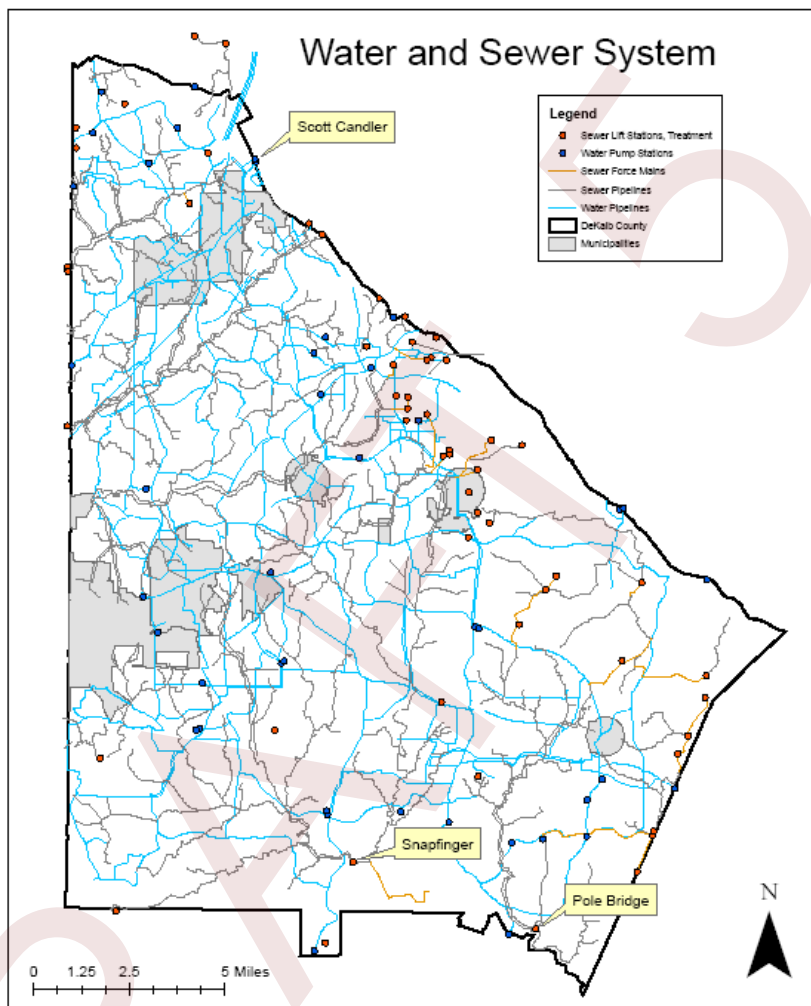 Water and Sewer System
Scott Candler
Legend
Sewer Lift Stations, Treatment
Water Pump Stations
Sewer Force Mains
Sewer Pipelines
Water Pipelines
DeKalb County
Municipalities
Snapfinger
Pole Bridge
N
0 1.25 2.5 5 Miles